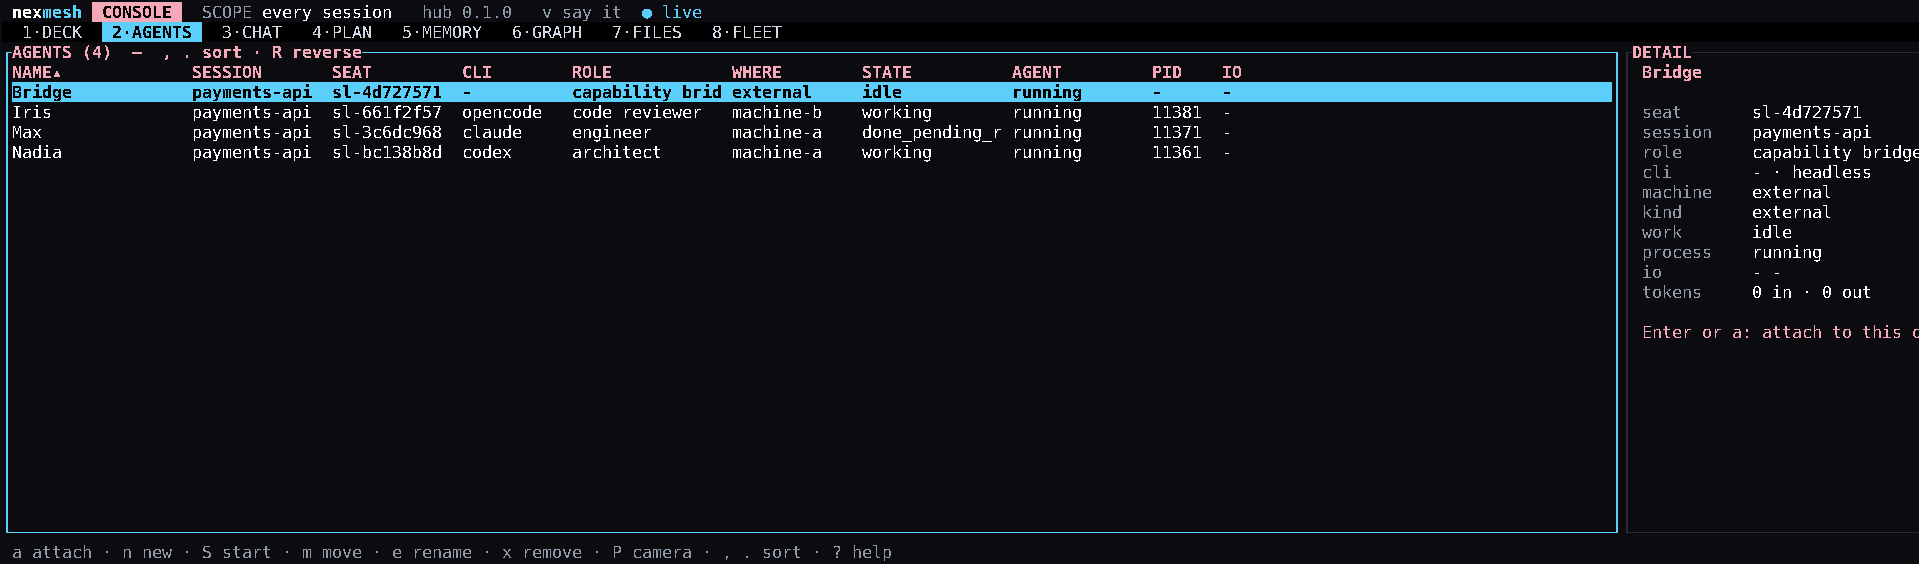 nexmesh CONSOLE SCOPE every session hub 0.1.0 v say it ● live
1·DECK 2·AGENTS 3·CHAT 4·PLAN 5·MEMORY 6·GRAPH 7·FILES 8·FLEET
AGENTS (4) — , . sort · R reverse
NAME▴ SESSION SEAT CLI ROLE WHERE STATE AGENT PID IO
Bridge payments-api sl-4d727571 - capability brid external idle running - -
Iris payments-api sl-661f2f57 opencode code reviewer machine-b working running 11381 -
Max payments-api sl-3c6dc968 claude engineer machine-a done_pending_r running 11371 -
Nadia payments-api sl-bc138b8d codex architect machine-a working running 11361 -
DETAIL
Bridge
seat sl-4d727571
session payments-api
role capability bridge
cli - · headless
machine external
kind external
work idle
process running
io - -
tokens 0 in · 0 out
Enter or a: attach to this
a attach · n new · S start · m move · e rename · x remove · P camera · , . sort · ? help